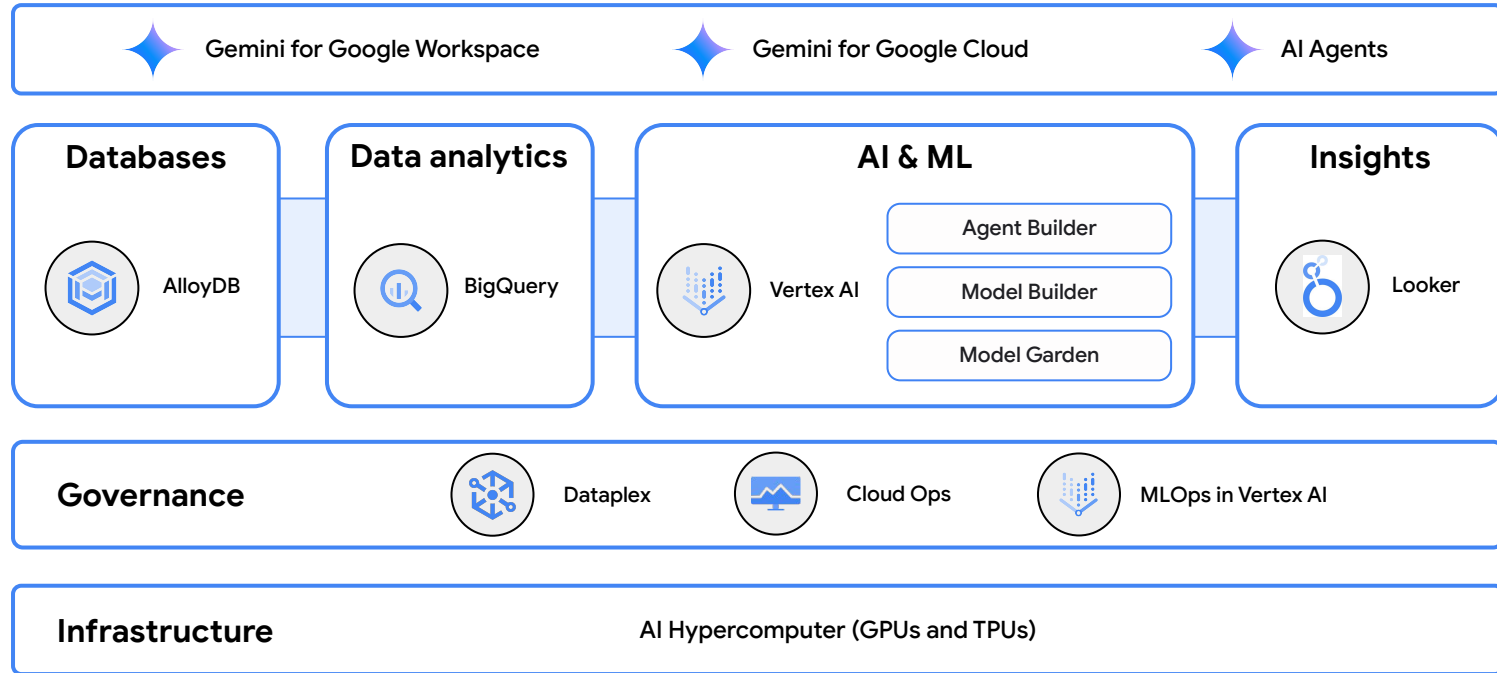 Gemini for Google Workspace
Gemini for Google Cloud
AI Agents
Databases
AlloyDB
Data analytics
BigQuery
AI & ML
Vertex AI
Agent Builder
Model Builder
Model Garden
Insights
Looker
Governance
Dataplex
Cloud Ops
MLOps in Vertex AI
Infrastructure
AI Hypercomputer (GPUs and TPUs)